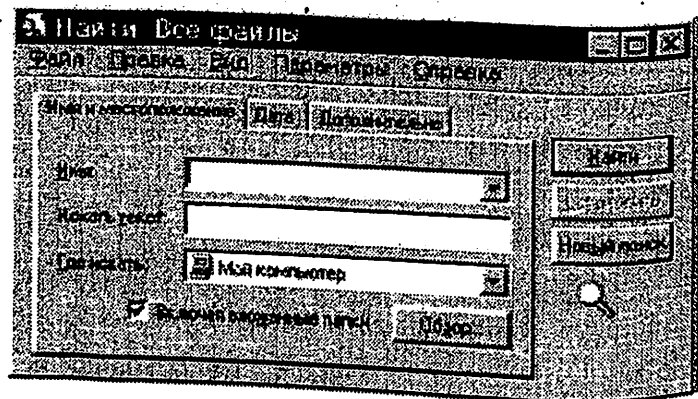 Найти: Все файлы
Файл Правка Вид Параметры Справка
Имя и местоположение Дата Дополнительно
Имя:
Найти
Искать текст:
Остановить
Новый поиск
Где искать: Мой компьютер
Включая вложенные папки Обзор...